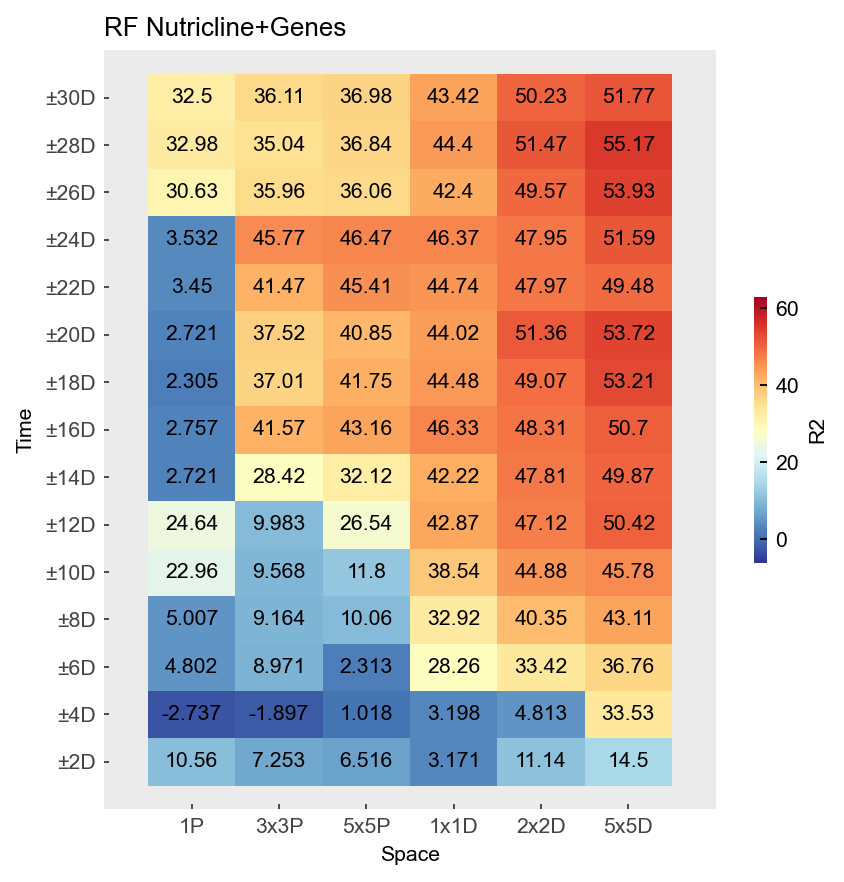 RF Nutricline+Genes
±30D 32.5 36.11 36.98 43.42 50.23 51.77
±28D 32.98 35.04 36.84 44.4 51.47 55.17
±26D 30.63 35.96 36.06 42.4 49.57 53.93
±24D 3.532 45.77 46.47 46.37 47.95 51.59
±22D 3.45 41.47 45.41 44.74 47.97 49.48
±20D 2.721 37.52 40.85 44.02 51.36 53.72
±18D 2.305 37.01 41.75 44.48 49.07 53.21
±16D 2.757 41.57 43.16 46.33 48.31 50.7
±14D 2.721 28.42 32.12 42.22 47.81 49.87
±12D 24.64 9.983 26.54 42.87 47.12 50.42
±10D 22.96 9.568 11.8 38.54 44.88 45.78
±8D 5.007 9.164 10.06 32.92 40.35 43.11
±6D 4.802 8.971 2.313 28.26 33.42 36.76
±4D -2.737 -1.897 1.018 3.198 4.813 33.53
±2D 10.56 7.253 6.516 3.171 11.14 14.5
1P 3x3P 5x5P 1x1D 2x2D 5x5D
Space
Time
60
40
20
0
R2